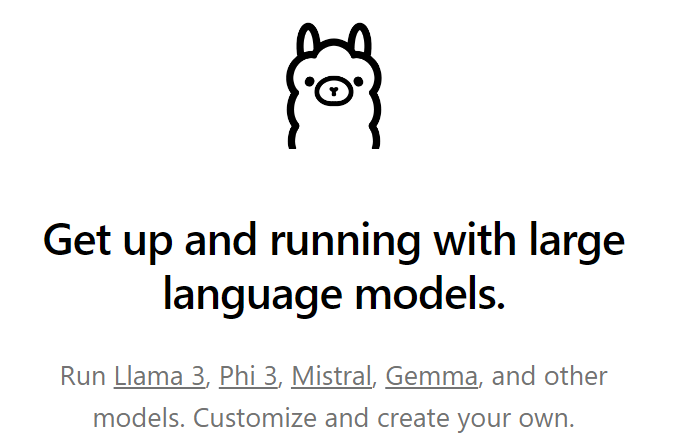 Get up and running with large
language models.
Run Llama 3, Phi 3, Mistral, Gemma, and other
models. Customize and create your own.